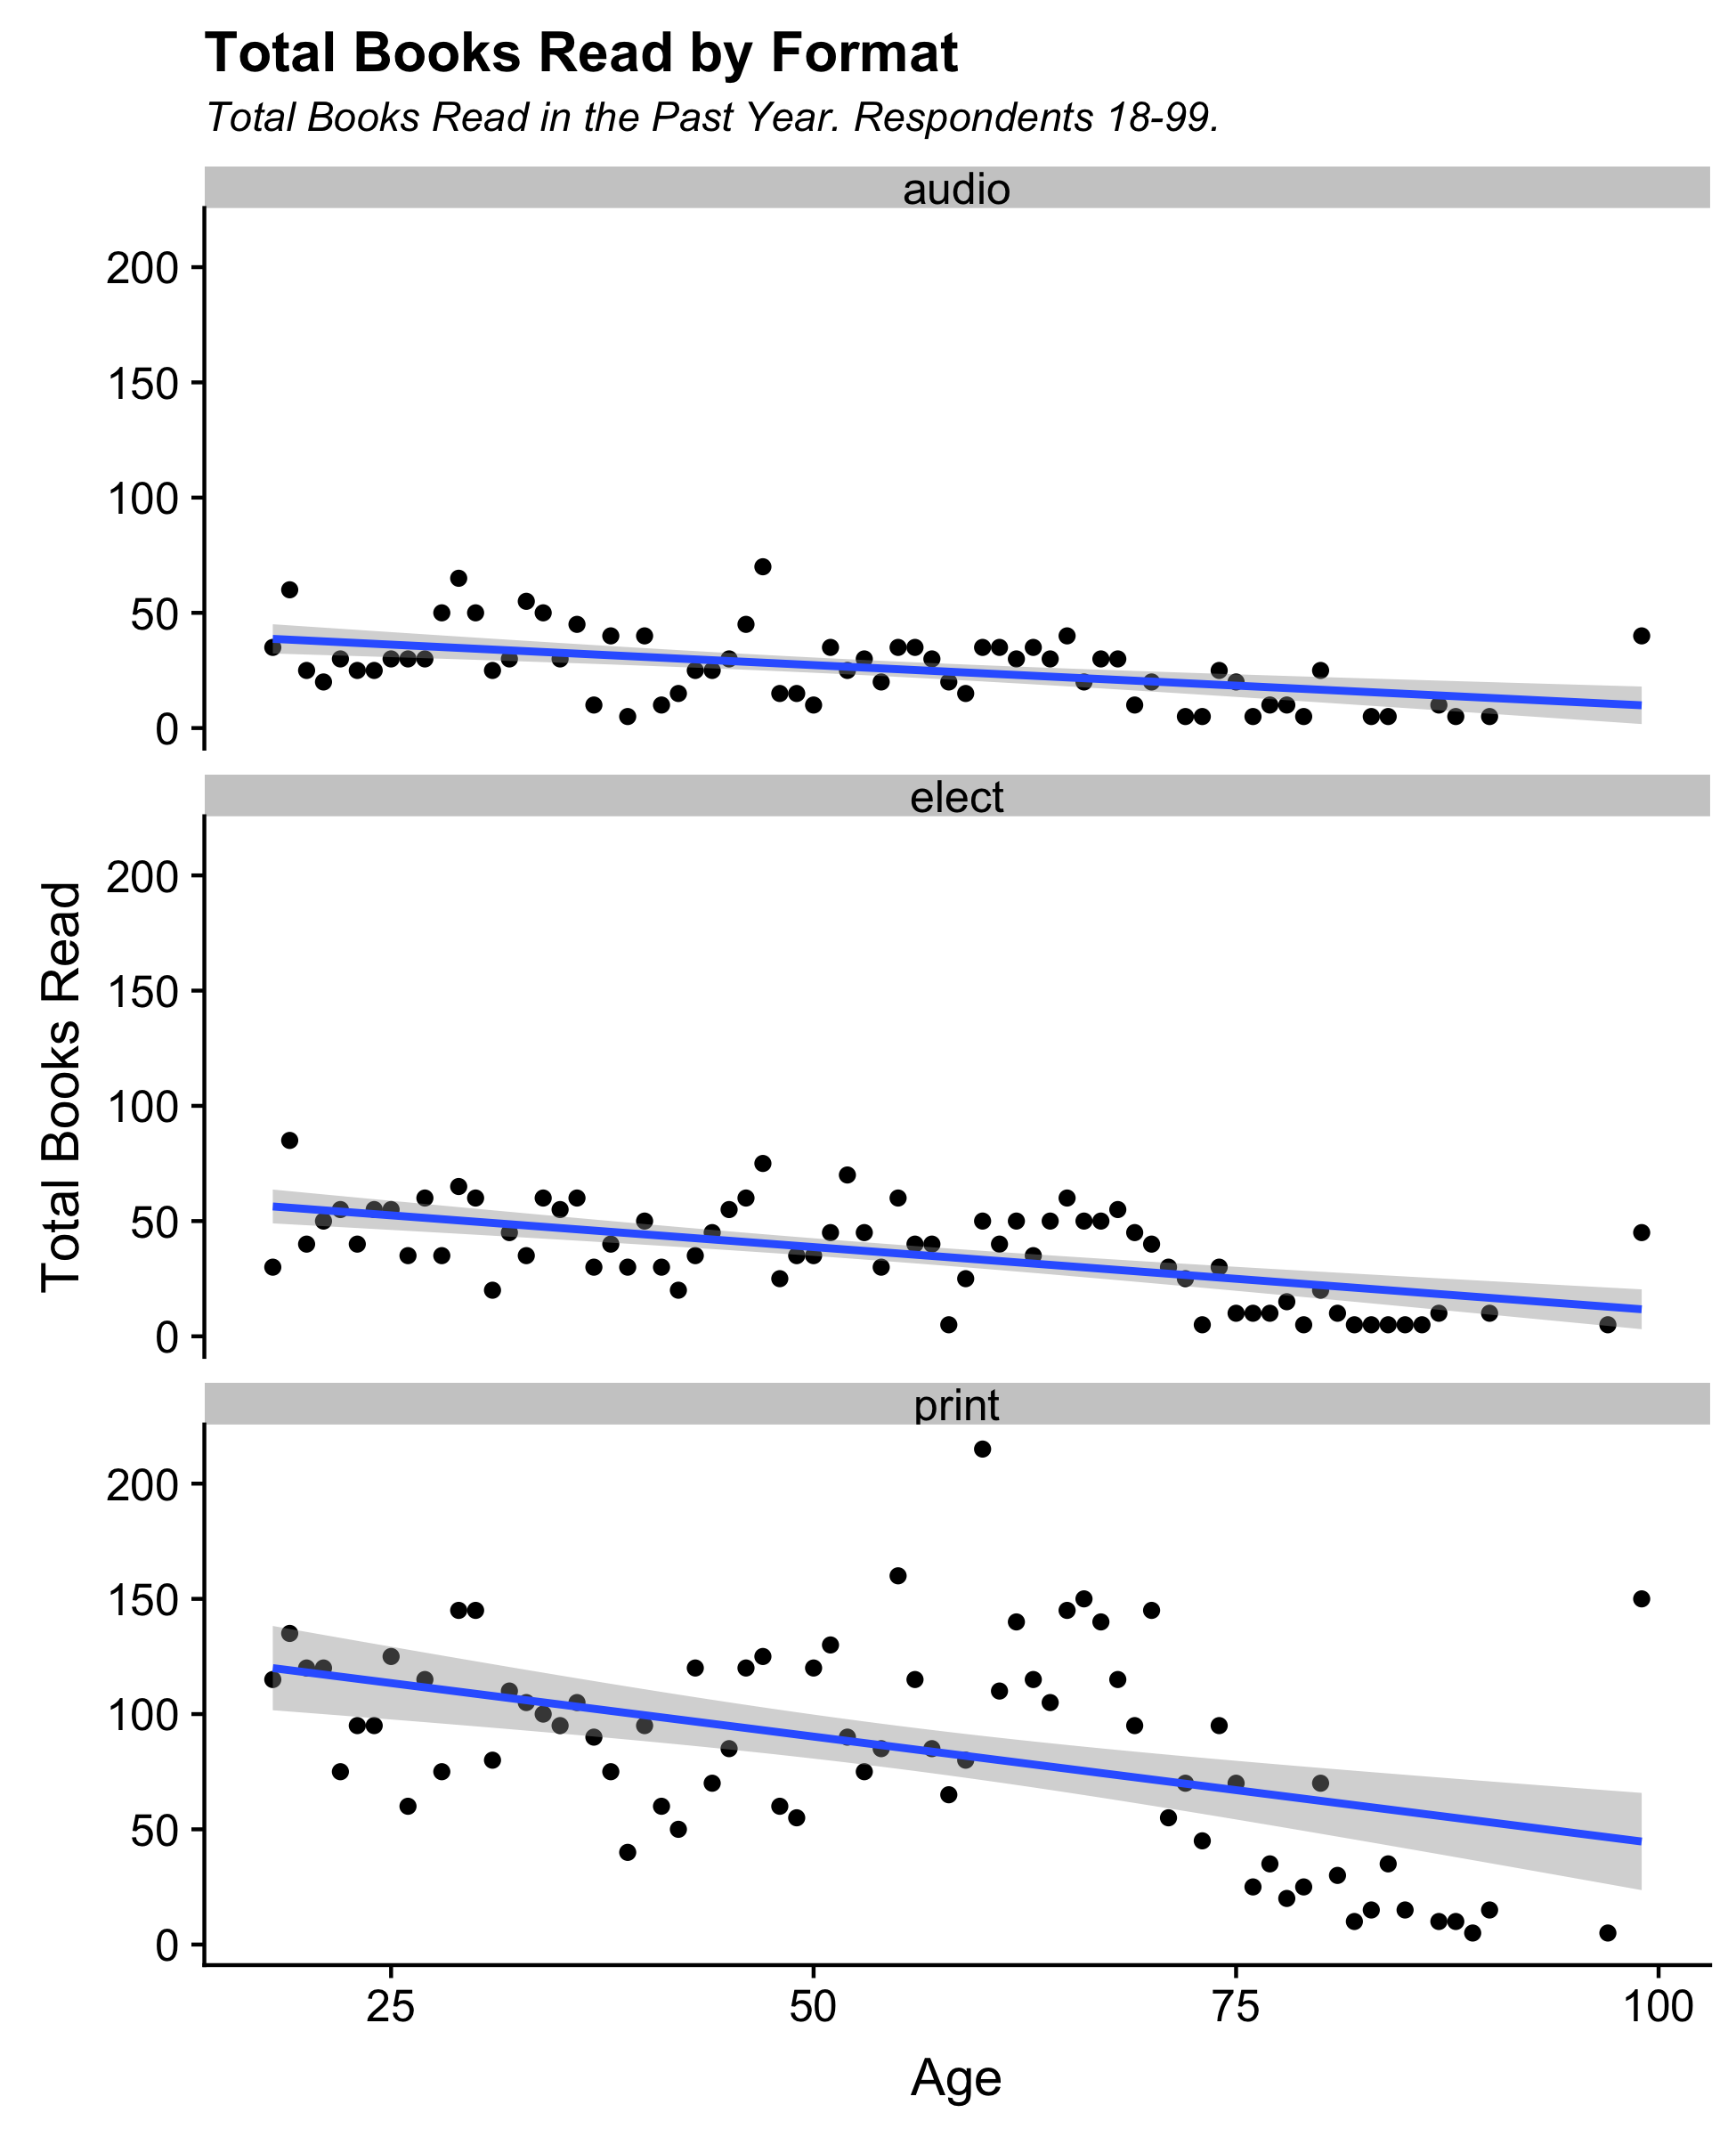 Total Books Read by Format
Total Books Read in the Past Year. Respondents 18-99.
audio
200
150
100
50
0
elect
200
150
100
50
0
Total Books Read
print
200
150
100
50
0
25 50 75 100
Age